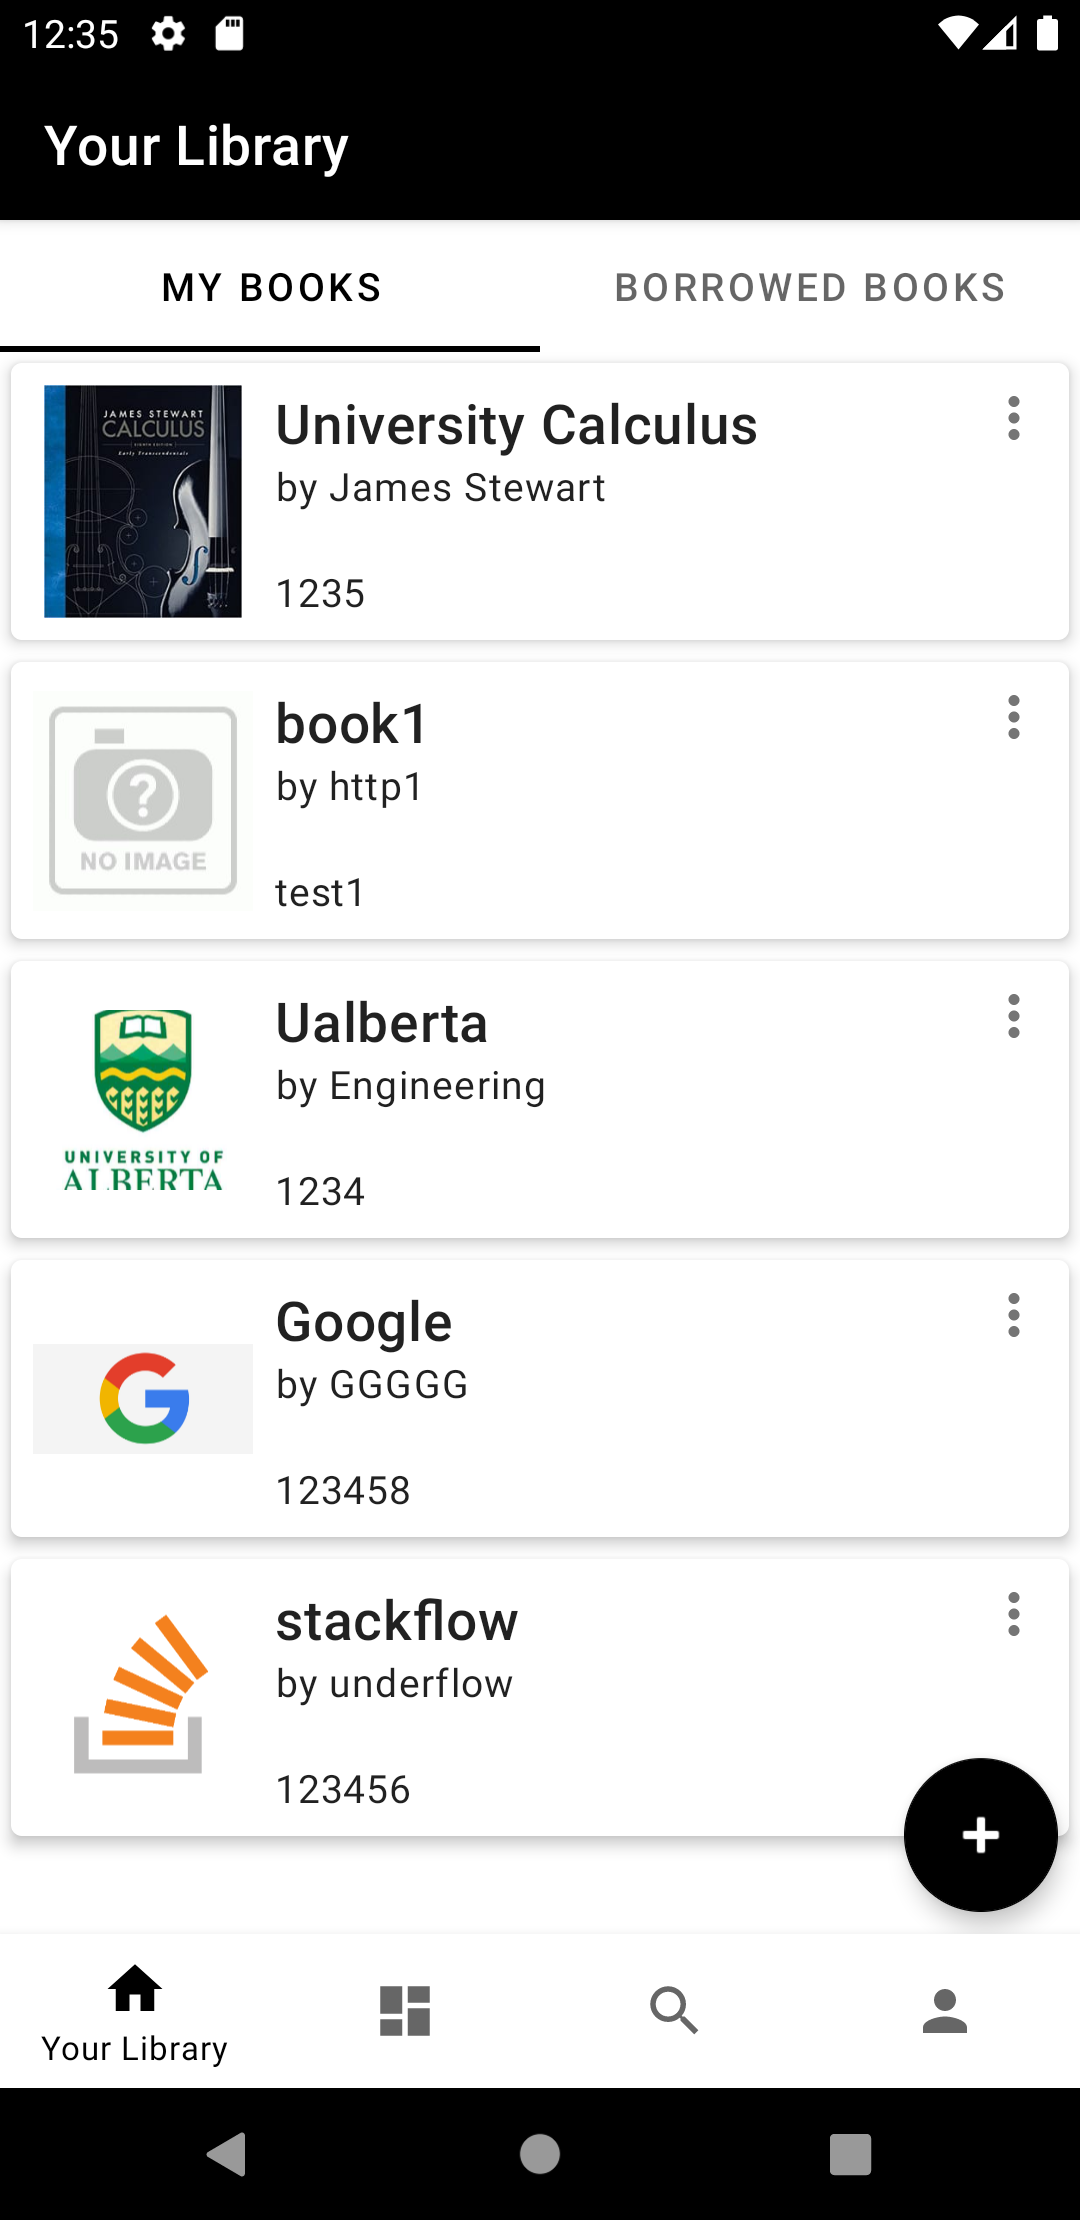 12:35
Your Library
MY BOOKS
BORROWED BOOKS
JAMES STEWART
CALCULUS
Early Transcendentals
University Calculus
by James Stewart
1235
NO IMAGE
book1
by http1
test1
UNIVERSITY OF
ALBERTA
Ualberta
by Engineering
1234
Google
by GGGGG
123458
stackflow
by underflow
123456
Your Library